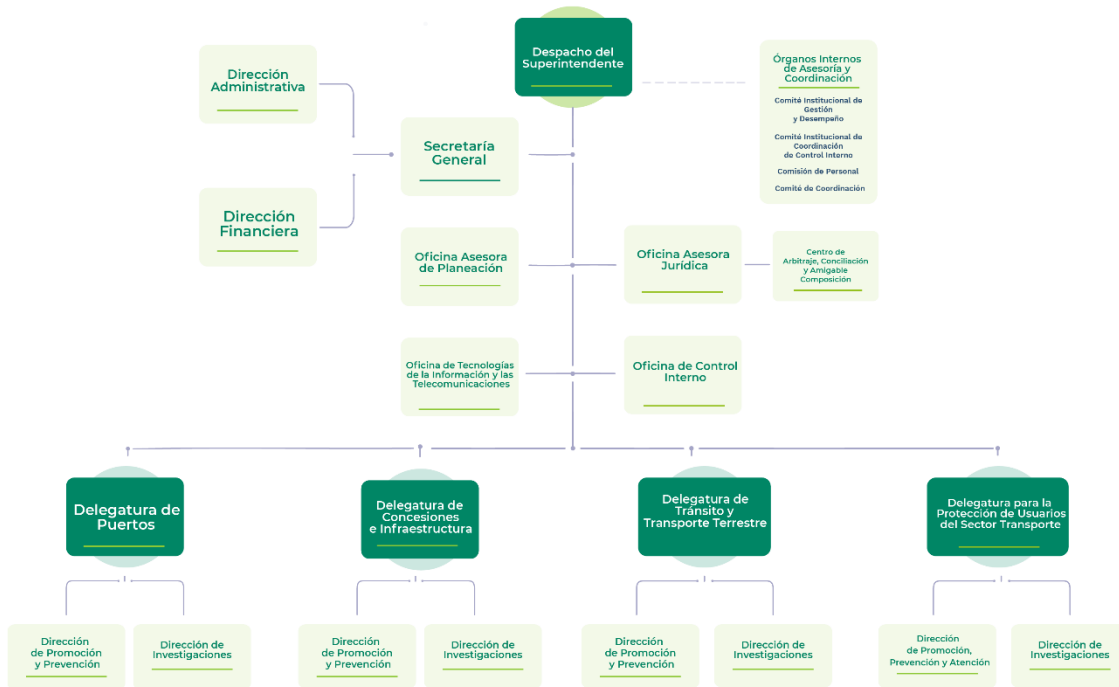 Despacho del
Superintendente
Órganos Internos
de Asesoría y
Coordinación
Comité Institucional de
Gestión
y Desempeño
Comité Institucional de
Coordinación
de Control Interno
Comisión de Personal
Comité de Coordinación
Dirección
Administrativa
Secretaría
General
Dirección
Financiera
Oficina Asesora
de Planeación
Oficina Asesora
Jurídica
Centro de
Arbitraje, Conciliación
y Amigable
Composición
Oficina de Tecnologías
de la Información y las
Telecomunicaciones
Oficina de Control
Interno
Delegatura de
Puertos
Delegatura de
Concesiones
e Infraestructura
Delegatura de
Tránsito y
Transporte Terrestre
Delegatura para la
Protección de Usuarios
del Sector Transporte
Dirección
de Promoción
y Prevención
Dirección de
Investigaciones
Dirección
de Promoción
y Prevención
Dirección de
Investigaciones
Dirección
de Promoción
y Prevención
Dirección de
Investigaciones
Dirección
de Promoción,
Prevención y Atención
Dirección de
Investigaciones